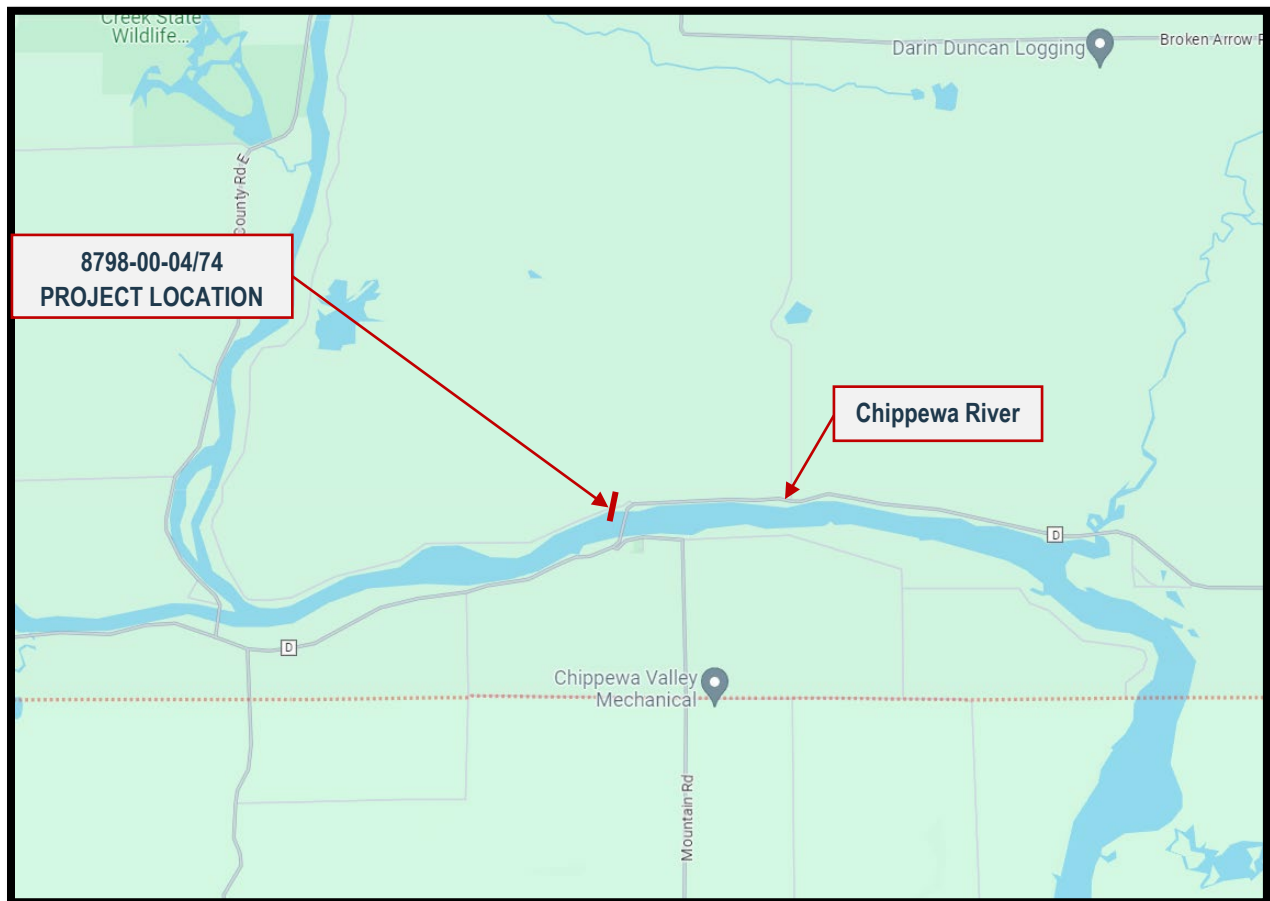 Creek State
Wildlife...
Darin Duncan Logging
Broken Arrow R
County Rd E
8798-00-04/74
PROJECT LOCATION
Chippewa River
D
D
Chippewa Valley
Mechanical
Mountain Rd